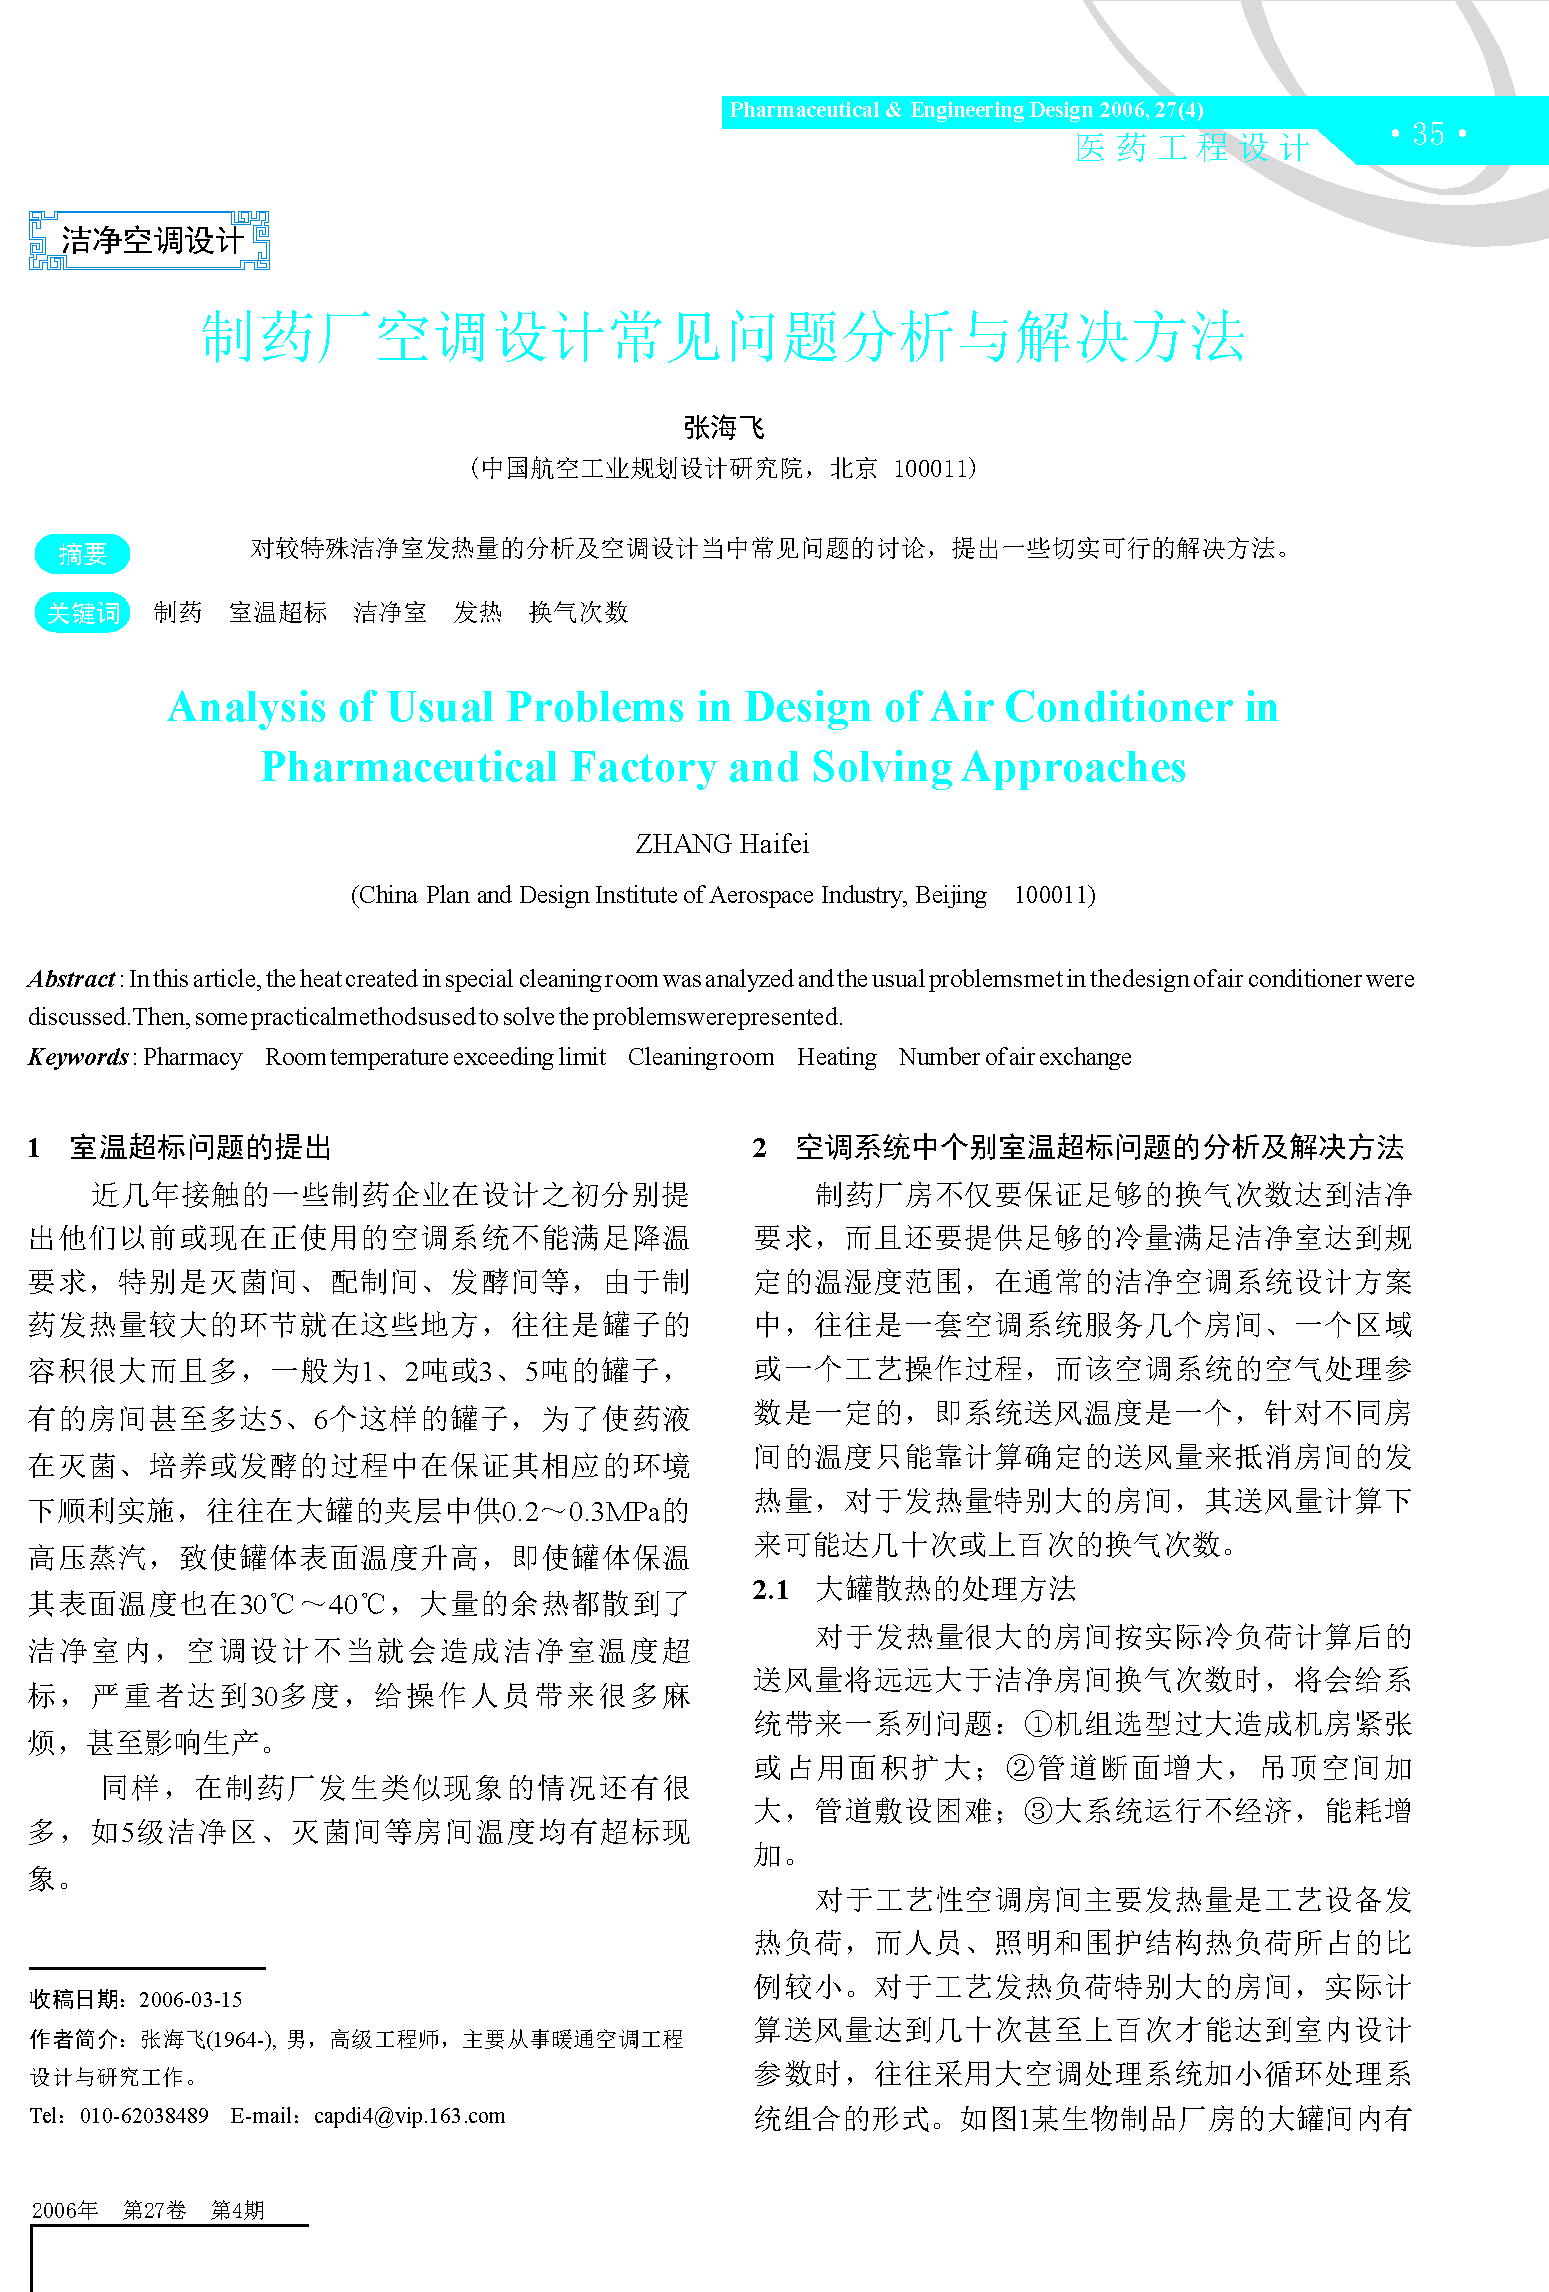 Pharmaceutical & Engineering Design 2006, 27(4)
医药工程设计
· 35 ·
洁净空调设计
制药厂空调设计常见问题分析与解决方法
张海飞
（中国航空工业规划设计研究院，北京 100011）
摘要 对较特殊洁净室发热量的分析及空调设计当中常见问题的讨论，提出一些切实可行的解决方法。
关键词 制药 室温超标 洁净室 发热 换气次数
Analysis of Usual Problems in Design of Air Conditioner in
Pharmaceutical Factory and Solving Approaches
ZHANG Haifei
(China Plan and Design Institute of Aerospace Industry, Beijing 100011)
Abstract: In this article, the heat created in special cleaning room was analyzed and the usual problems met in the design of air conditioner were
discussed. Then, some practical methods used to solve the problems were presented.
Keywords: Pharmacy Room temperature exceeding limit Cleaning room Heating Number of air exchange
1 室温超标问题的提出
近几年接触的一些制药企业在设计之初分别提
出他们以前或现在正使用的空调系统不能满足降温
要求，特别是灭菌间、配制间、发酵间等，由于制
药发热量较大的环节就在这些地方，往往是罐子的
容积很大而且多，一般为1、2吨或3、5吨的罐子，
有的房间甚至多达5、6个这样的罐子，为了使药液
在灭菌、培养或发酵的过程中在保证其相应的环境
下顺利实施，往往在大罐的夹层中供0.2～0.3MPa的
高压蒸汽，致使罐体表面温度升高，即使罐体保温
其表面温度也在30℃～40℃，大量的余热都散到了
洁净室内，空调设计不当就会造成洁净室温度超
标，严重者达到30多度，给操作人员带来很多麻
烦，甚至影响生产。
同样，在制药厂发生类似现象的情况还有很
多，如5级洁净区、灭菌间等房间温度均有超标现
象。
收稿日期：2006-03-15
作者简介：张海飞(1964-), 男，高级工程师，主要从事暖通空调工程
设计与研究工作。
Tel：010-62038489 E-mail：capdi4@vip.163.com
2 空调系统中个别室温超标问题的分析及解决方法
制药厂房不仅要保证足够的换气次数达到洁净
要求，而且还要提供足够的冷量满足洁净室达到规
定的温湿度范围，在通常的洁净空调系统设计方案
中，往往是一套空调系统服务几个房间、一个区域
或一个工艺操作过程，而该空调系统的空气处理参
数是一定的，即系统送风温度是一个，针对不同房
间的温度只能靠计算确定的送风量来抵消房间的发
热量，对于发热量特别大的房间，其送风量计算下
来可能达几十次或上百次的换气次数。
2.1 大罐散热的处理方法
对于发热量很大的房间按实际冷负荷计算后的
送风量将远远大于洁净房间换气次数时，将会给系
统带来一系列问题：①机组选型过大造成机房紧张
或占用面积扩大；②管道断面增大，吊顶空间加
大，管道敷设困难；③大系统运行不经济，能耗增
加。
对于工艺性空调房间主要发热量是工艺设备发
热负荷，而人员、照明和围护结构热负荷所占的比
例较小。对于工艺发热负荷特别大的房间，实际计
算送风量达到几十次甚至上百次才能达到室内设计
参数时，往往采用大空调处理系统加小循环处理系
统组合的形式。如图1某生物制品厂房的大罐间内有
2006年 第27卷 第4期